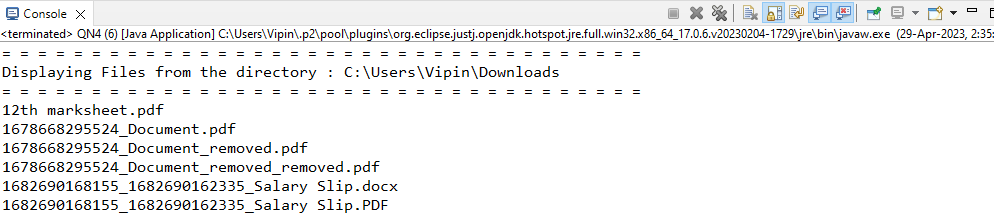 Console
<terminated> QN4 (6) [Java Application] C:\Users\Vipin\.p2\pool\plugins\org.eclipse.justj.openjdk.hotspot.jre.full.win32.x86_64_17.0.6.v20230204-1729\jre\bin\javaw.exe (29-Apr-2023, 2:35:
= = = = = = = = = = = = = = = = = = = = = = = = = = = = = = = = = = = =
Displaying Files from the directory : C:\Users\Vipin\Downloads
= = = = = = = = = = = = = = = = = = = = = = = = = = = = = = = = = = = =
12th marksheet.pdf
1678668295524_Document.pdf
1678668295524_Document_removed.pdf
1678668295524_Document_removed_removed.pdf
1682690168155_1682690162335_Salary Slip.docx
1682690168155_1682690162335_Salary Slip.PDF